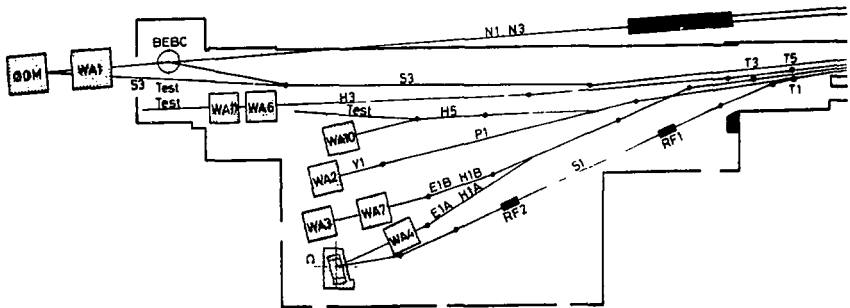 N1 N3
BEBC
GDM
WA1
T5
T3
S3
S3
T1
Test
H3
Test
WA11
WA6
Test
H5
WA10
P1
RF1
Y1
WA2
S1
E1B H1B
WA7
E1A H1A
WA3
RF2
WA4
Ω